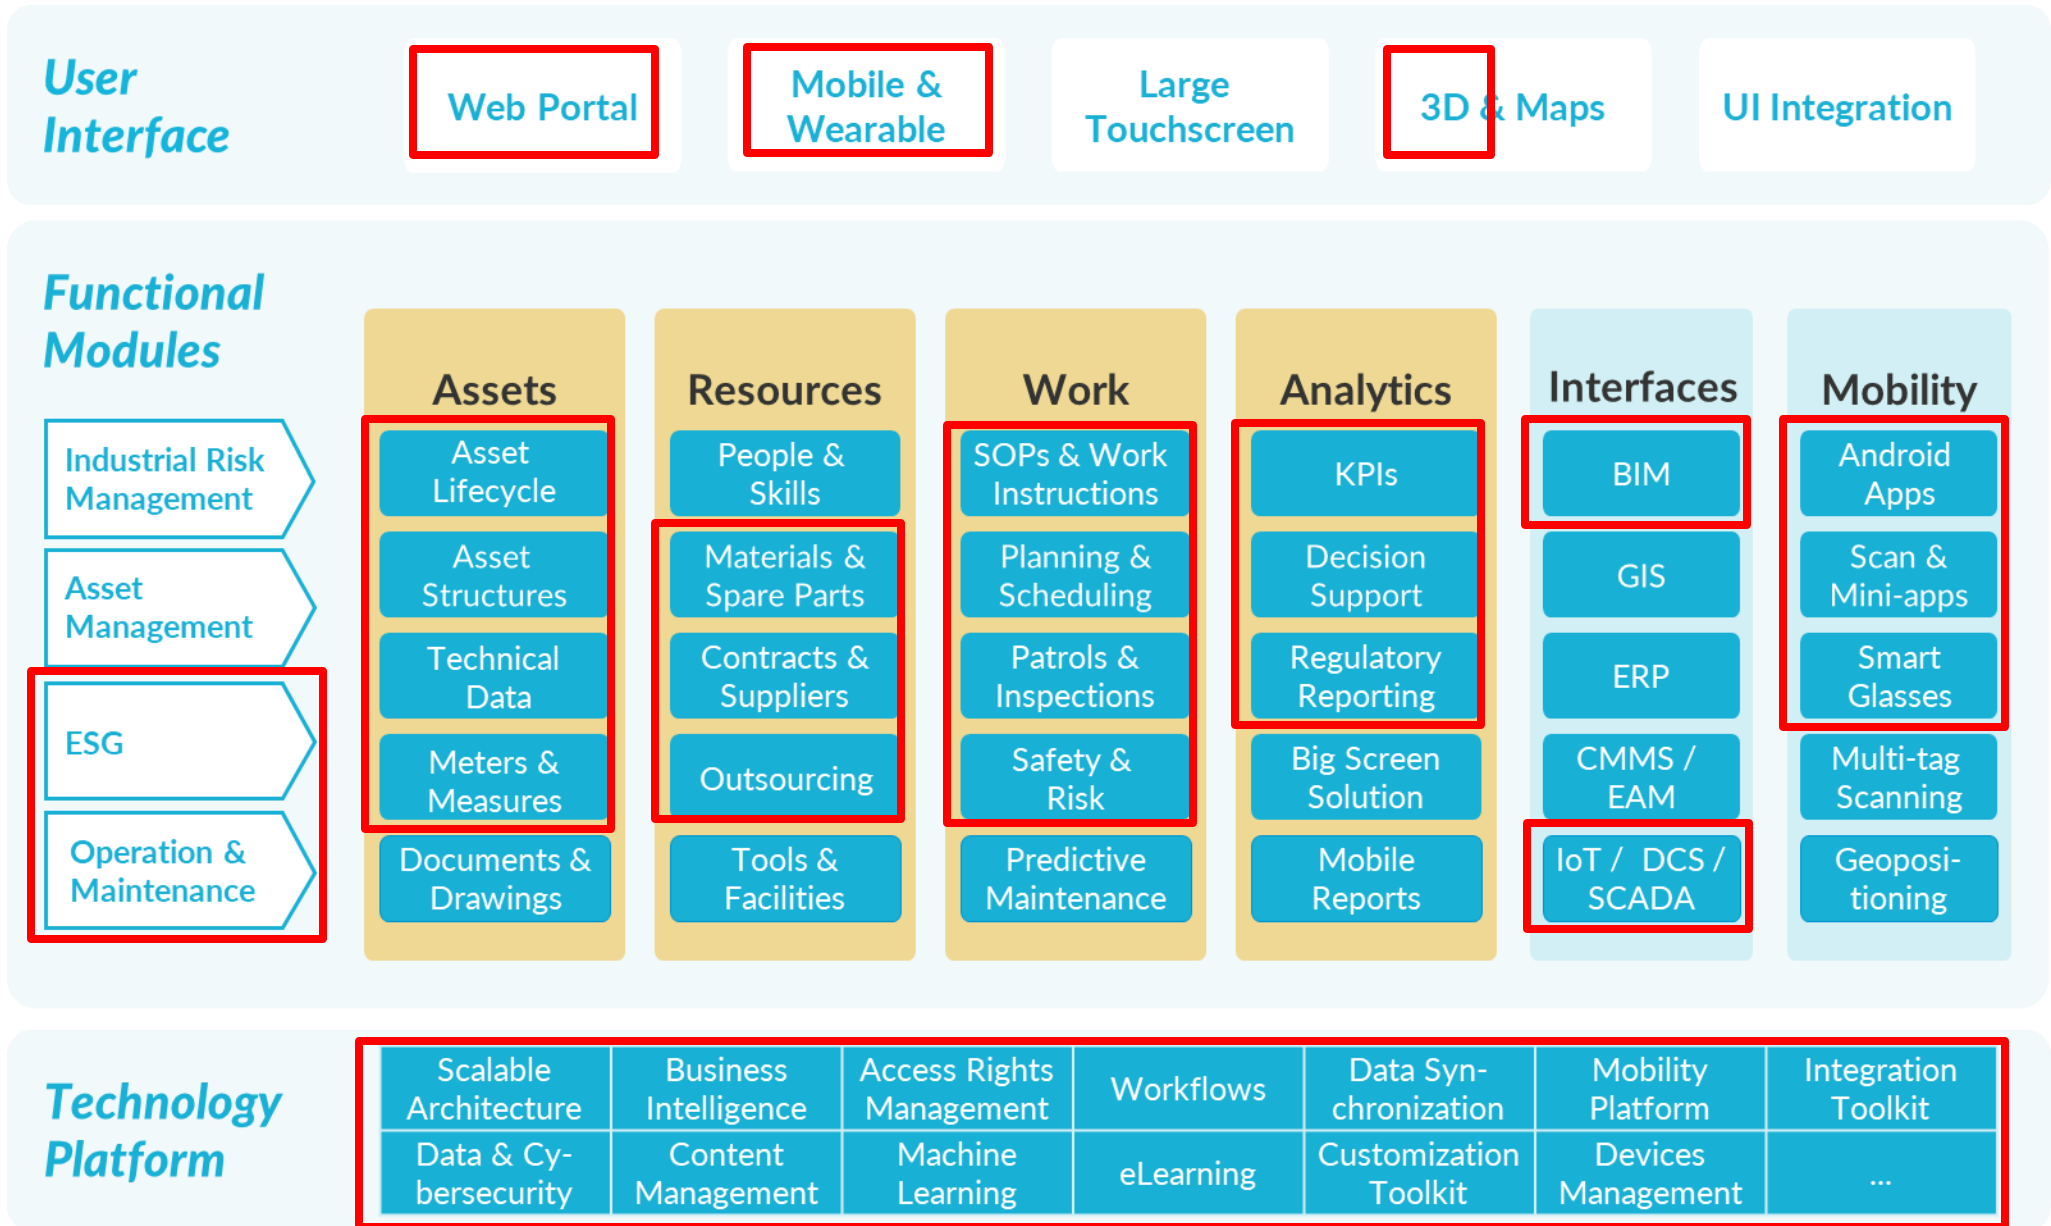 User
Interface
Web Portal
Mobile &
Wearable
Large
Touchscreen
3D & Maps
UI Integration
Functional
Modules
Industrial Risk
Management
Asset
Management
ESG
Operation &
Maintenance
Assets
Asset
Lifecycle
Asset
Structures
Technical
Data
Meters &
Measures
Documents &
Drawings
Resources
People &
Skills
Materials &
Spare Parts
Contracts &
Suppliers
Outsourcing
Tools &
Facilities
Work
SOPs & Work
Instructions
Planning &
Scheduling
Patrols &
Inspections
Safety &
Risk
Predictive
Maintenance
Analytics
KPIs
Decision
Support
Regulatory
Reporting
Big Screen
Solution
Mobile
Reports
Interfaces
BIM
GIS
ERP
CMMS /
EAM
IoT / DCS /
SCADA
Mobility
Android
Apps
Scan &
Mini-apps
Smart
Glasses
Multi-tag
Scanning
Geoposi-
tioning
Technology
Platform
Scalable
Architecture
Business
Intelligence
Access Rights
Management
Workflows
Data Syn-
chronization
Mobility
Platform
Integration
Toolkit
Data & Cy-
bersecurity
Content
Management
Machine
Learning
eLearning
Customization
Toolkit
Devices
Management
...